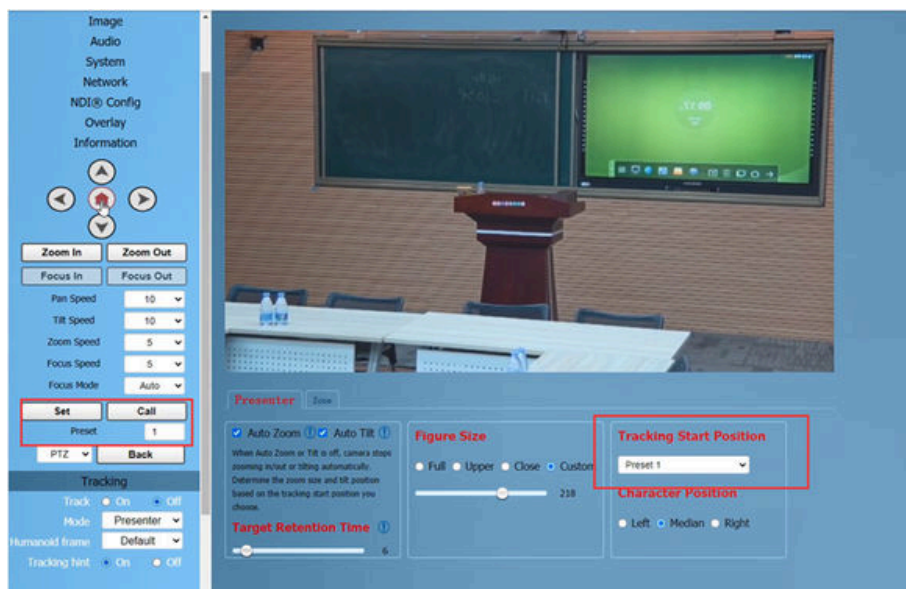 Image
Audio
System
Network
NDI® Config
Overlay
Information
Zoom In Zoom Out
Focus In Focus Out
Pan Speed 10
Tilt Speed 10
Zoom Speed 5
Focus Speed 5
Focus Mode Auto
Set Call
Preset 1
PTZ Back
Tracking
Track On Off
Mode Presenter
Humanoid frame Default
Tracking hint On Off
Presenter Zone
Auto Zoom Auto Tilt
When Auto Zoom or Tilt is off, camera stops
zooming in/out or tilting automatically.
Determine the zoom size and tilt position
based on the tracking start position you
choose.
Target Retention Time
6
Figure Size
Full Upper Close Custom
218
Tracking Start Position
Preset 1
Character Position
Left Median Right